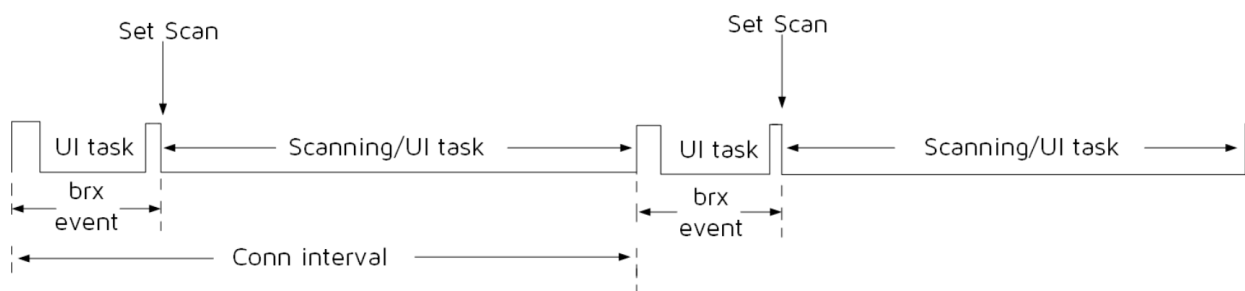 Set Scan
Set Scan
UI task
Scanning/UI task
UI task
Scanning/UI task
brx
event
brx
event
Conn interval